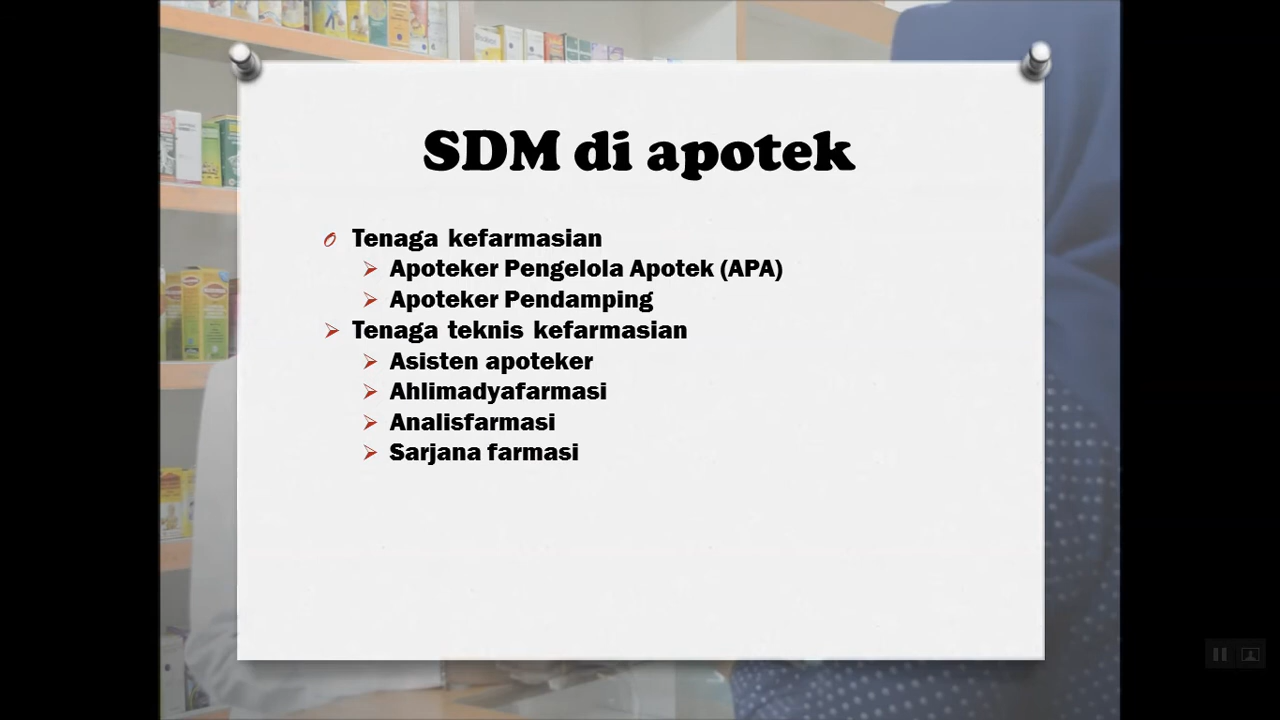 SDM di apotek
Tenaga kefarmasian
Apoteker Pengelola Apotek (APA)
Apoteker Pendamping
Tenaga teknis kefarmasian
Asisten apoteker
Ahlimadyafarmasi
Analisfarmasi
Sarjana farmasi